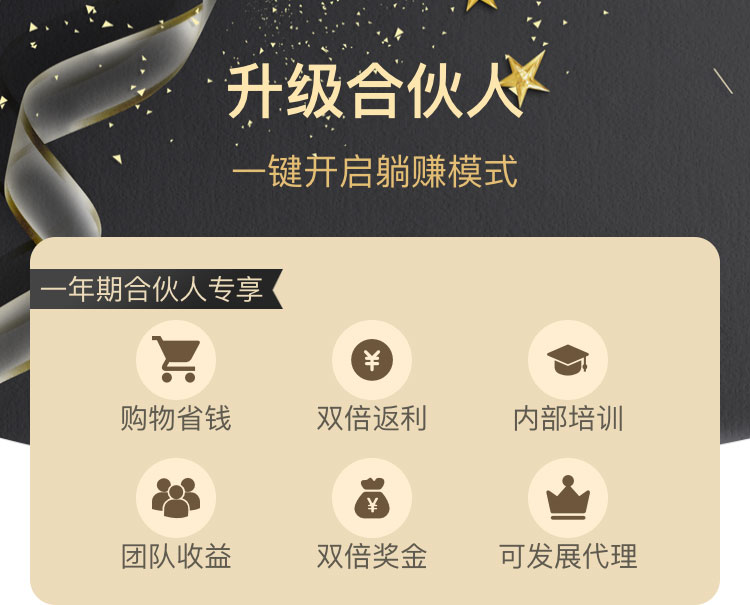 升级合伙人
一键开启躺赚模式
一年期合伙人专享
¥
购物省钱 双倍返利 内部培训
¥
团队收益 双倍奖金 可发展代理